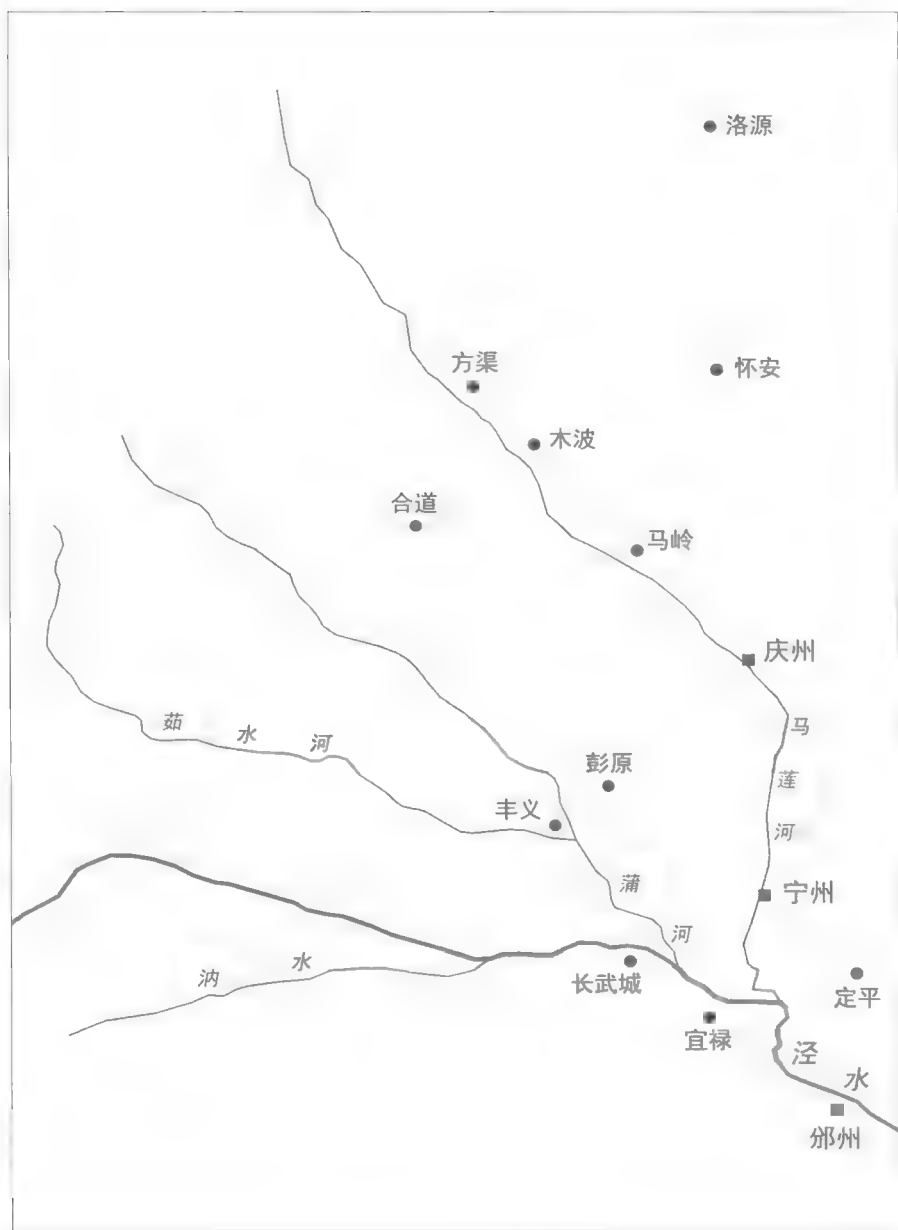 洛源
方渠
怀安
木波
合道
马岭
庆州
茹水河
马莲河
彭原
丰义
蒲河
宁州
汭水
长武城
定平
宜禄
泾水
邠州